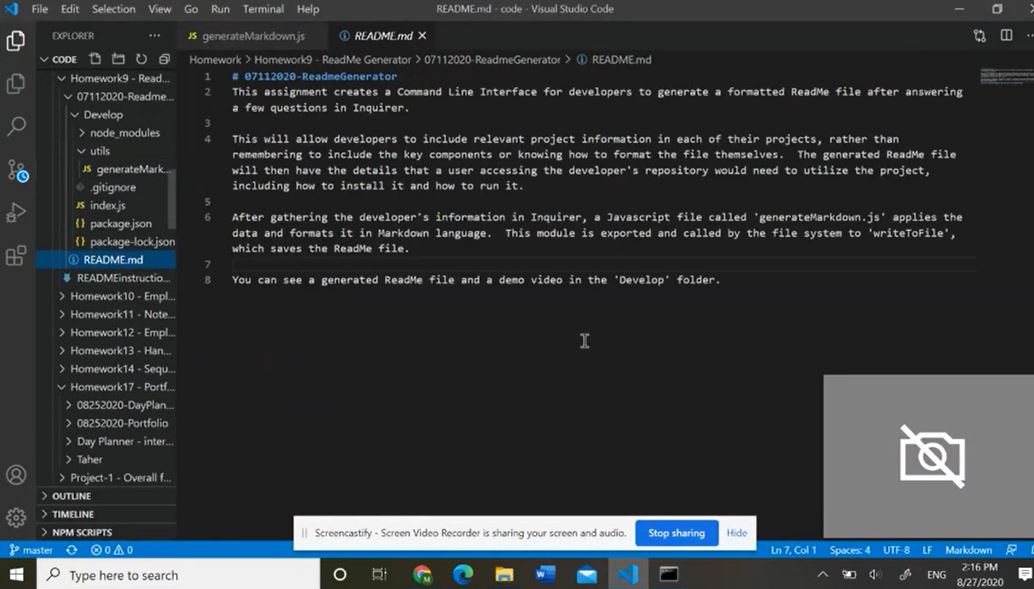 File Edit Selection View Go Run Terminal Help README.md - code - Visual Studio Code
EXPLORER
generateMarkdown.js README.md
CODE
Homework > Homework9 - ReadMe Generator > 07112020-ReadmeGenerator > README.md
Homework9 - Read...
07112020-Readme...
Develop
node_modules
utils
JS generateMark...
.gitignore
JS index.js
{} package.json
{} package-lock.json
README.md
READMEinstructio...
Homework10 - Empl...
Homework11 - Note...
Homework12 - Empl...
Homework13 - Han...
Homework14 - Sequ...
Homework17 - Portf...
08252020-DayPlan...
08252020-Portfolio
Day Planner - inter...
Taher
Project-1 - Overall f...
OUTLINE
TIMELINE
NPM SCRIPTS
1 # 07112020-ReadmeGenerator
2 This assignment creates a Command Line Interface for developers to generate a formatted ReadMe file after answering
a few questions in Inquirer.
3
4 This will allow developers to include relevant project information in each of their projects, rather than
remembering to include the key components or knowing how to format the file themselves. The generated ReadMe file
will then have the details that a user accessing the developer's repository would need to utilize the project,
including how to install it and how to run it.
5
6 After gathering the developer's information in Inquirer, a Javascript file called 'generateMarkdown.js' applies the
data and formats it in Markdown language. This module is exported and called by the file system to 'writeToFile',
which saves the ReadMe file.
7
8 You can see a generated ReadMe file and a demo video in the 'Develop' folder.
Screencastify - Screen Video Recorder is sharing your screen and audio. Stop sharing Hide
master 0 0 Ln 7, Col 1 Spaces: 4 UTF-8 LF Markdown
Type here to search
ENG
2:16 PM
8/27/2020